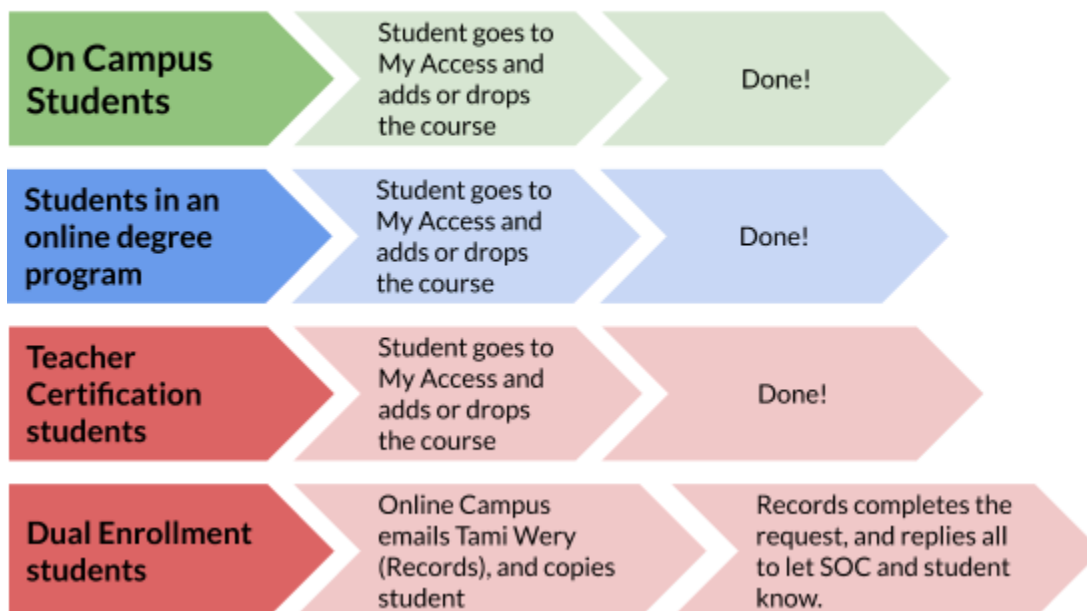 On Campus
Students
Student goes to
My Access and
adds or drops
the course
Done!
Students in an
online degree
program
Student goes to
My Access and
adds or drops
the course
Done!
Teacher
Certification
students
Student goes to
My Access and
adds or drops
the course
Done!
Dual Enrollment
students
Online Campus
emails Tami Wery
(Records), and copies
student
Records completes the
request, and replies all
to let SOC and student
know.